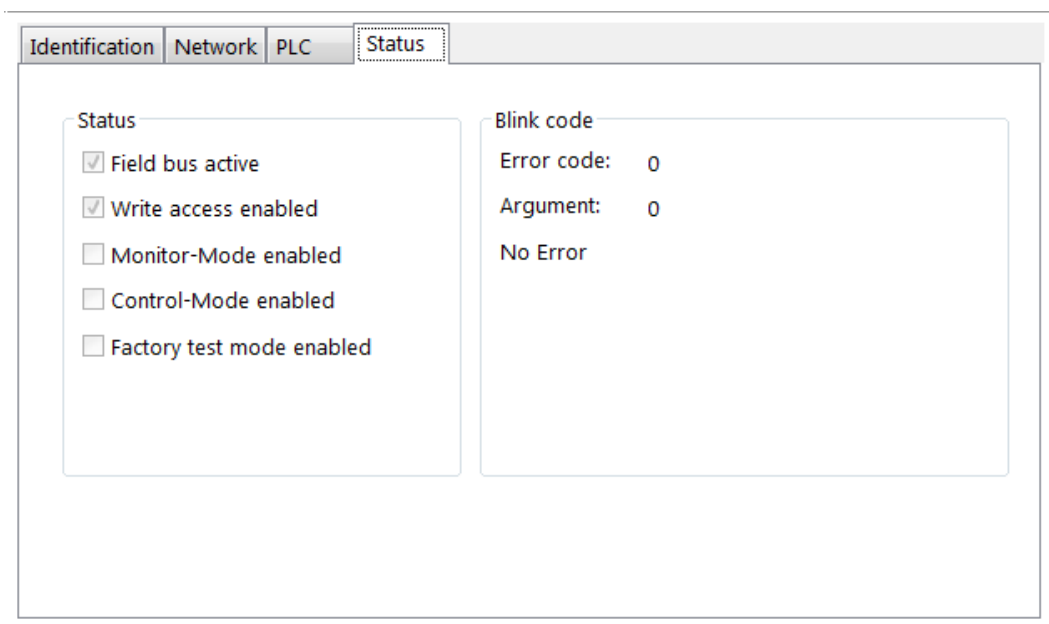 Identification Network PLC Status
Status
Field bus active
Write access enabled
Monitor-Mode enabled
Control-Mode enabled
Factory test mode enabled
Blink code
Error code: 0
Argument: 0
No Error